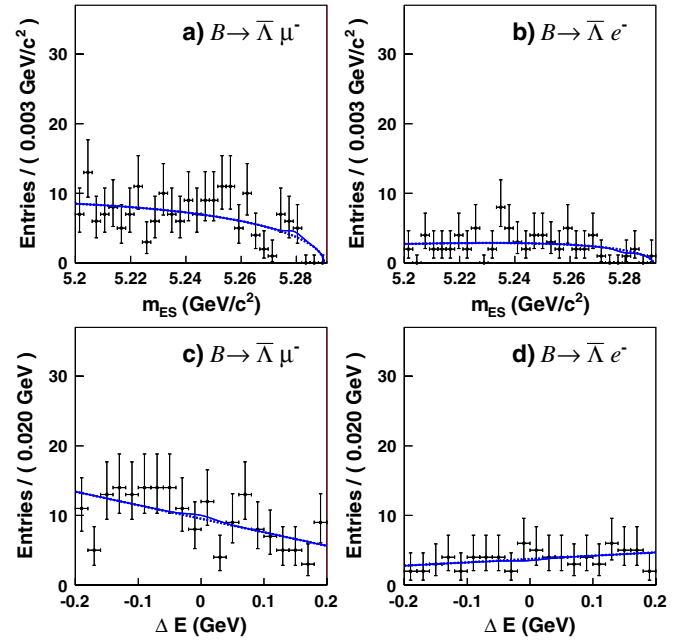 a) B→ Λ̅ μ⁻
Entries / ( 0.003 GeV/c² )
30
20
10
0
5.2 5.22 5.24 5.26 5.28
m_ES (GeV/c²)
b) B→ Λ̅ e⁻
Entries / ( 0.003 GeV/c² )
30
20
10
0
5.2 5.22 5.24 5.26 5.28
m_ES (GeV/c²)
c) B→ Λ̅ μ⁻
Entries / ( 0.020 GeV )
30
20
10
0
-0.2 -0.1 0 0.1 0.2
Δ E (GeV)
d) B→ Λ̅ e⁻
Entries / ( 0.020 GeV )
30
20
10
0
-0.2 -0.1 0 0.1 0.2
Δ E (GeV)